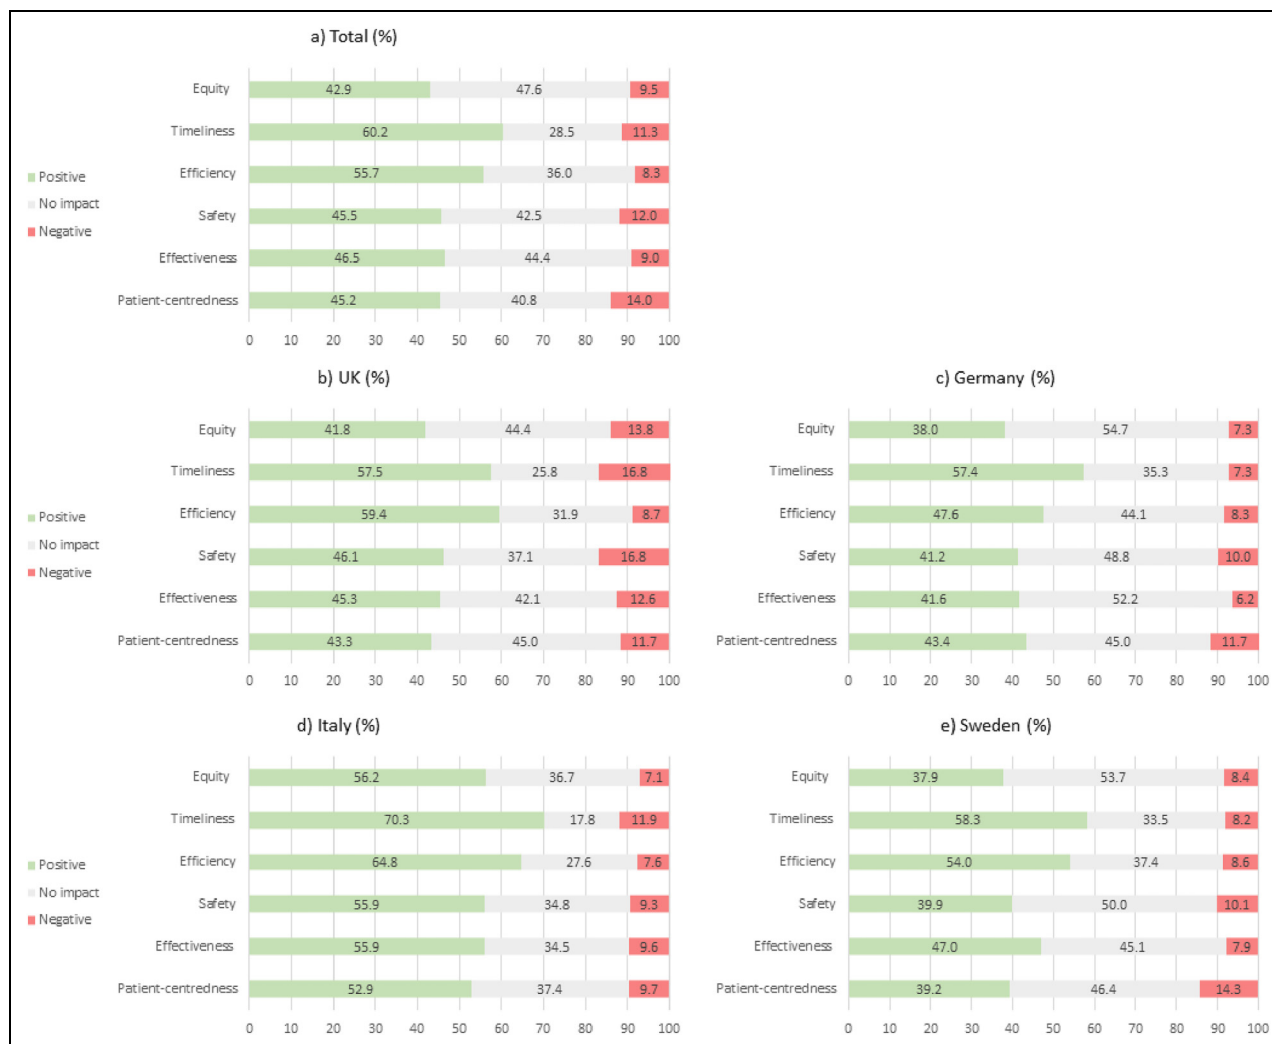 a) Total (%)
Equity 42.9 47.6 9.5
Timeliness 60.2 28.5 11.3
Efficiency 55.7 36.0 8.3
Positive
No impact
Negative
Safety 45.5 42.5 12.0
Effectiveness 46.5 44.4 9.0
Patient-centredness 45.2 40.8 14.0
0 10 20 30 40 50 60 70 80 90 100
b) UK (%)
Equity 41.8 44.4 13.8
Timeliness 57.5 25.8 16.8
Efficiency 59.4 31.9 8.7
Positive
No impact
Negative
Safety 46.1 37.1 16.8
Effectiveness 45.3 42.1 12.6
Patient-centredness 43.3 45.0 11.7
0 10 20 30 40 50 60 70 80 90 100
c) Germany (%)
Equity 38.0 54.7 7.3
Timeliness 57.4 35.3 7.3
Efficiency 47.6 44.1 8.3
Safety 41.2 48.8 10.0
Effectiveness 41.6 52.2 6.2
Patient-centredness 43.4 45.0 11.7
0 10 20 30 40 50 60 70 80 90 100
d) Italy (%)
Equity 56.2 36.7 7.1
Timeliness 70.3 17.8 11.9
Efficiency 64.8 27.6 7.6
Positive
No impact
Negative
Safety 55.9 34.8 9.3
Effectiveness 55.9 34.5 9.6
Patient-centredness 52.9 37.4 9.7
0 10 20 30 40 50 60 70 80 90 100
e) Sweden (%)
Equity 37.9 53.7 8.4
Timeliness 58.3 33.5 8.2
Efficiency 54.0 37.4 8.6
Safety 39.9 50.0 10.1
Effectiveness 47.0 45.1 7.9
Patient-centredness 39.2 46.4 14.3
0 10 20 30 40 50 60 70 80 90 100